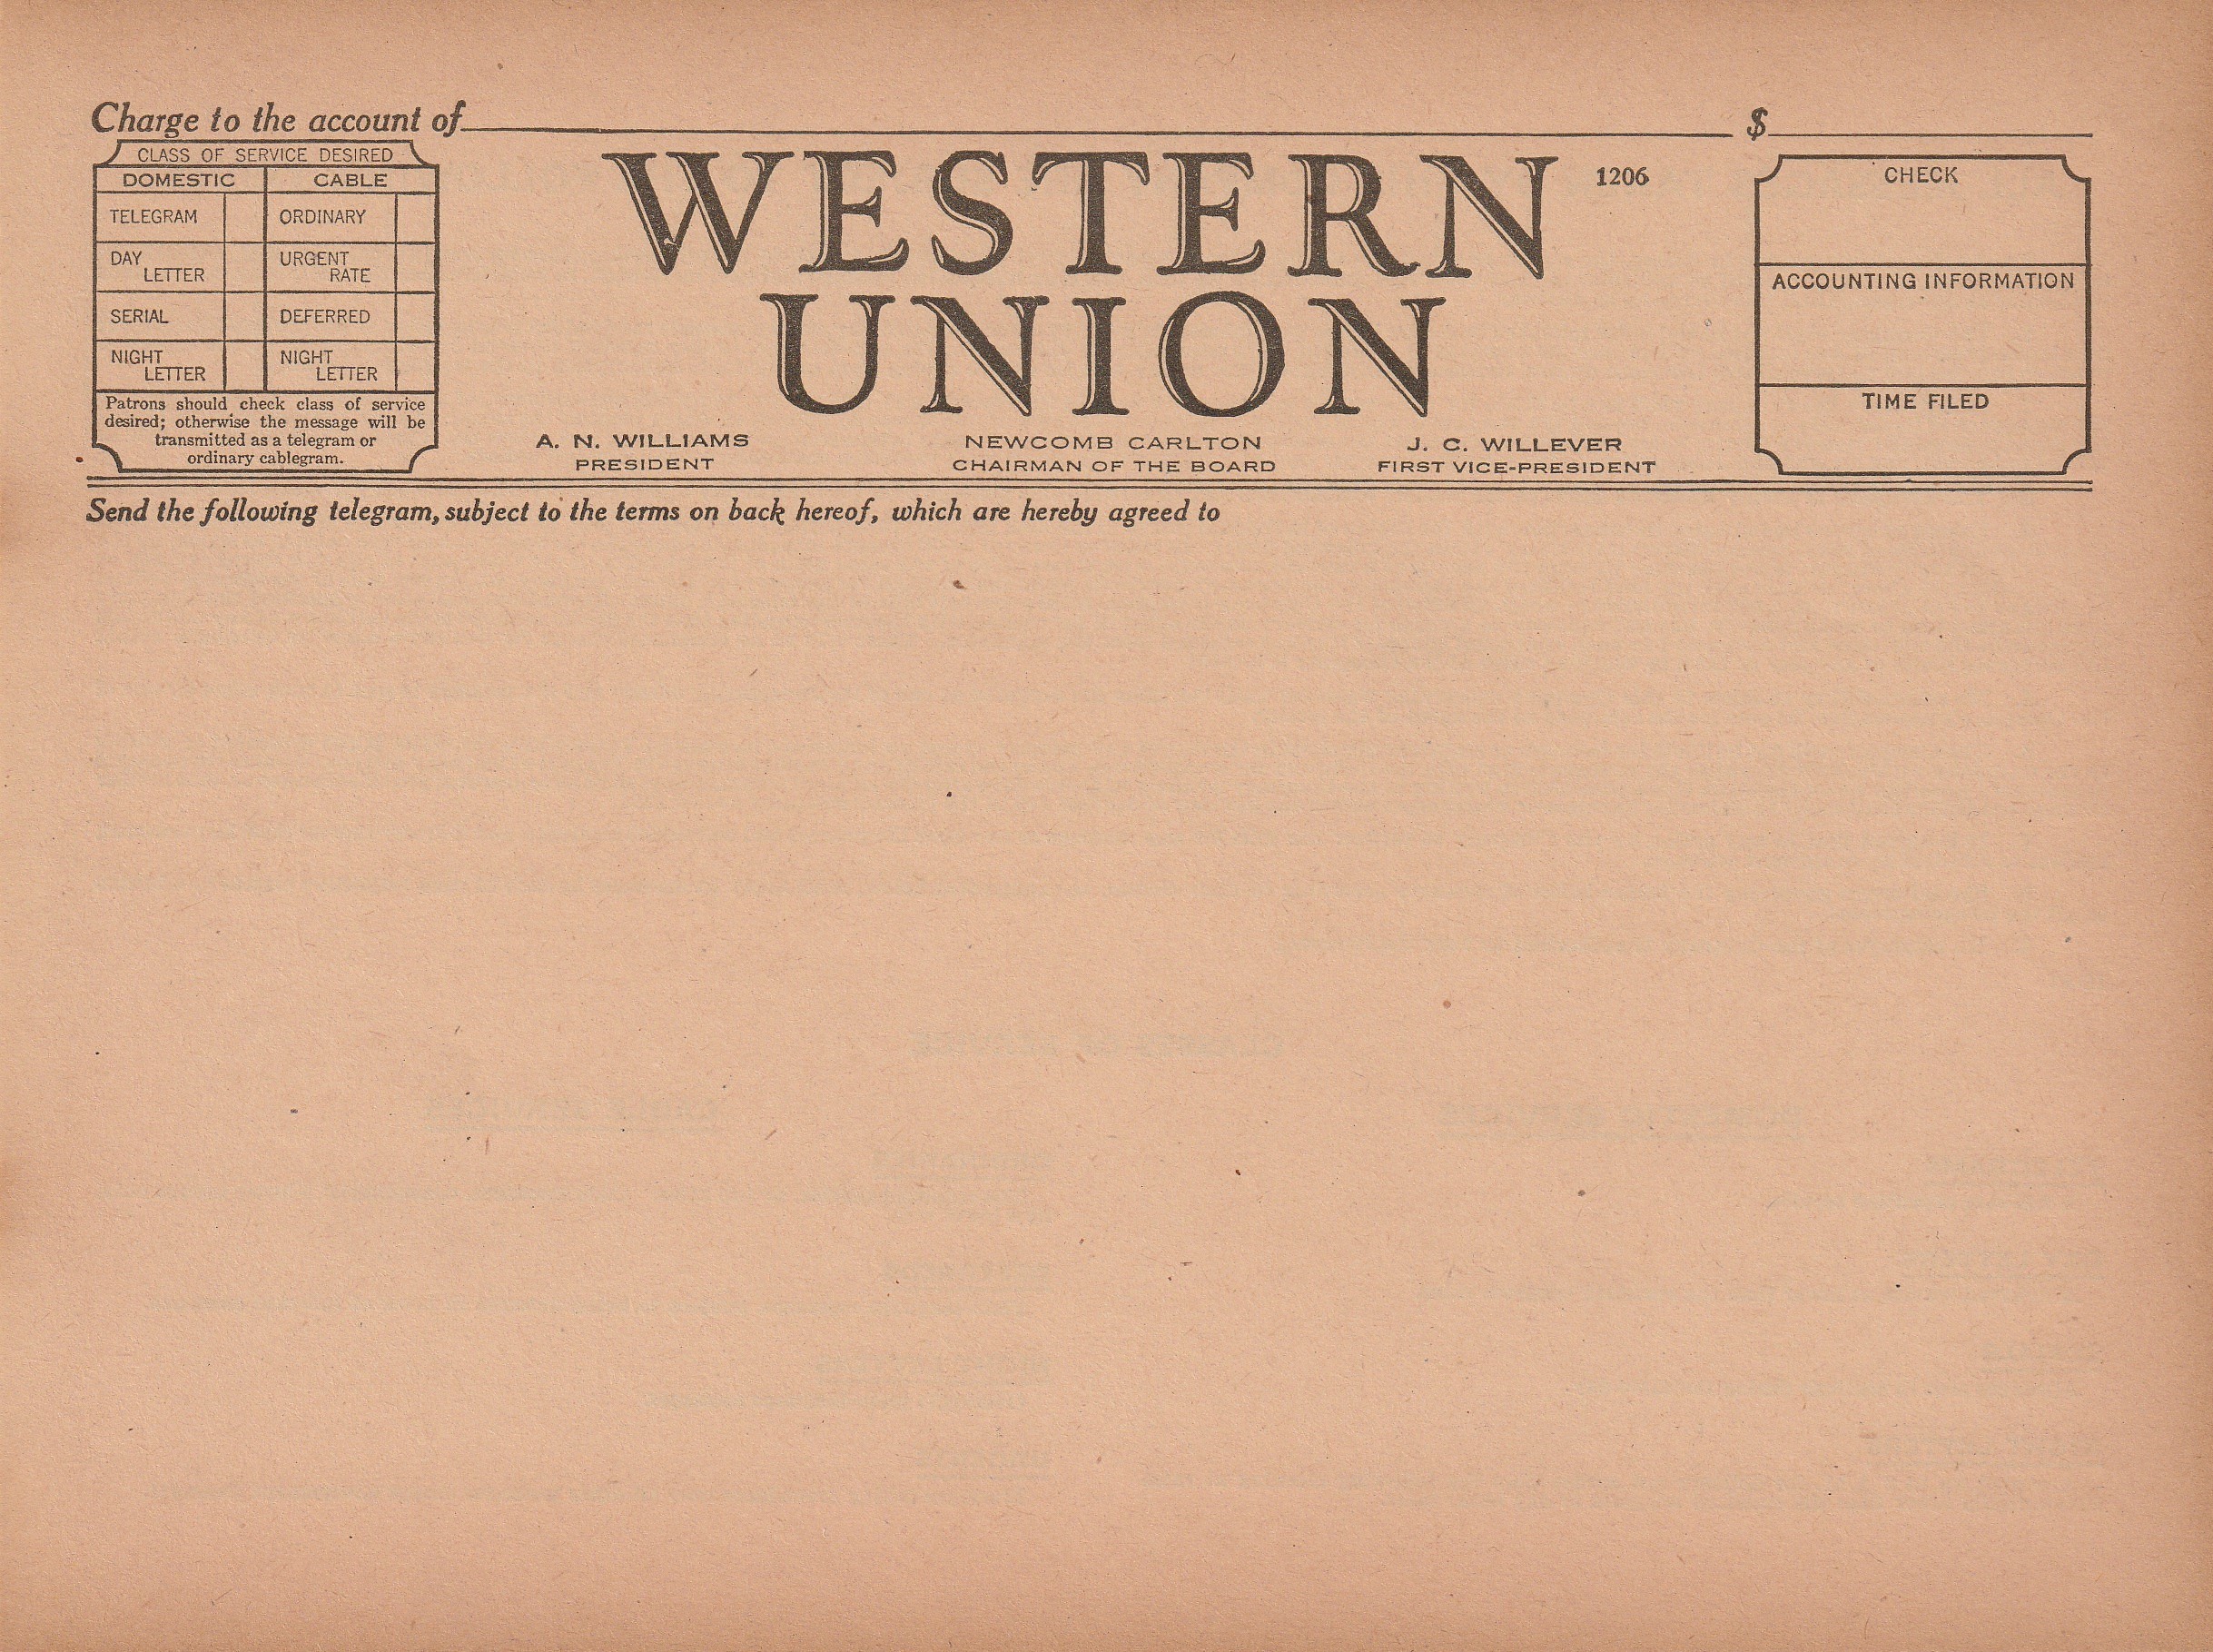 Charge to the account of $
CLASS OF SERVICE DESIRED
DOMESTIC CABLE
TELEGRAM ORDINARY
DAY LETTER URGENT RATE
SERIAL DEFERRED
NIGHT LETTER NIGHT LETTER
Patrons should check class of service
desired; otherwise the message will be
transmitted as a telegram or
ordinary cablegram.
WESTERN
UNION
1206
A. N. WILLIAMS
PRESIDENT
NEWCOMB CARLTON
CHAIRMAN OF THE BOARD
J. C. WILLEVER
FIRST VICE-PRESIDENT
CHECK
ACCOUNTING INFORMATION
TIME FILED
Send the following telegram, subject to the terms on back hereof, which are hereby agreed to